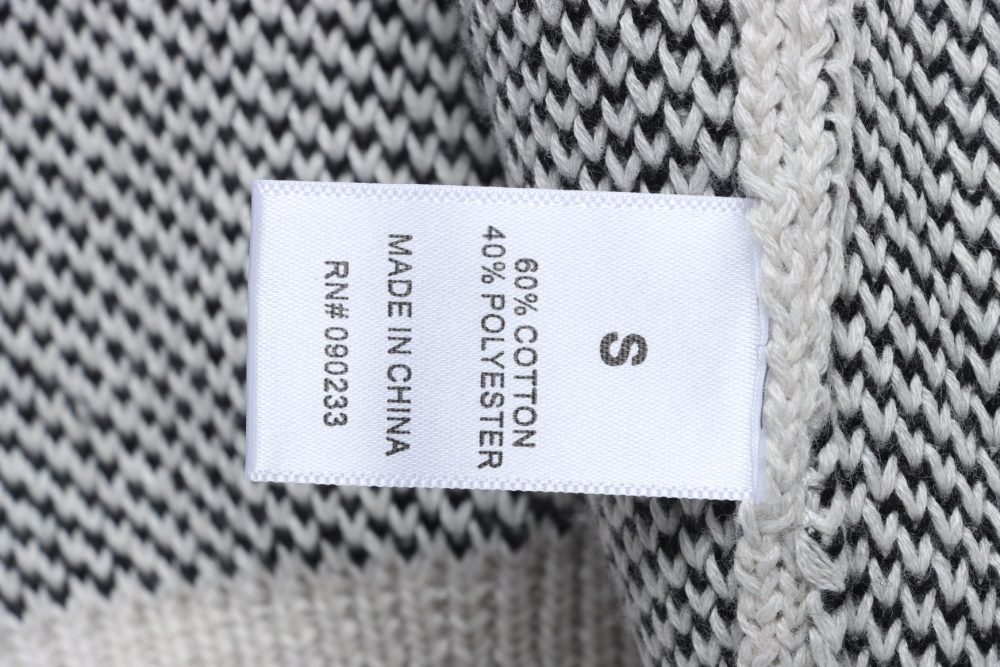 S
60% COTTON
40% POLYESTER
MADE IN CHINA
RN# 090233